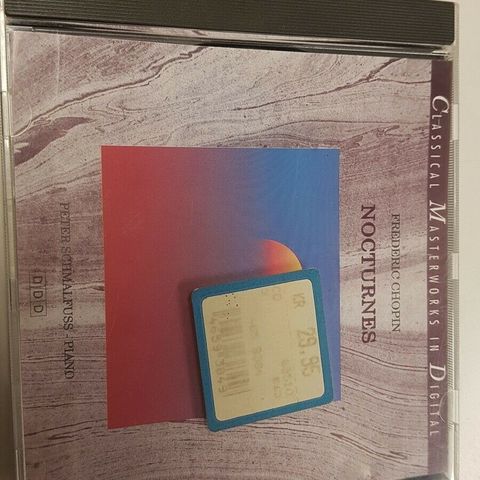 CLASSICAL MASTERWORKS IN DIGITAL
FREDERIC CHOPIN
NOCTURNES
PETER SCHMALFUSS - PIANO
DDD
KR 29.95